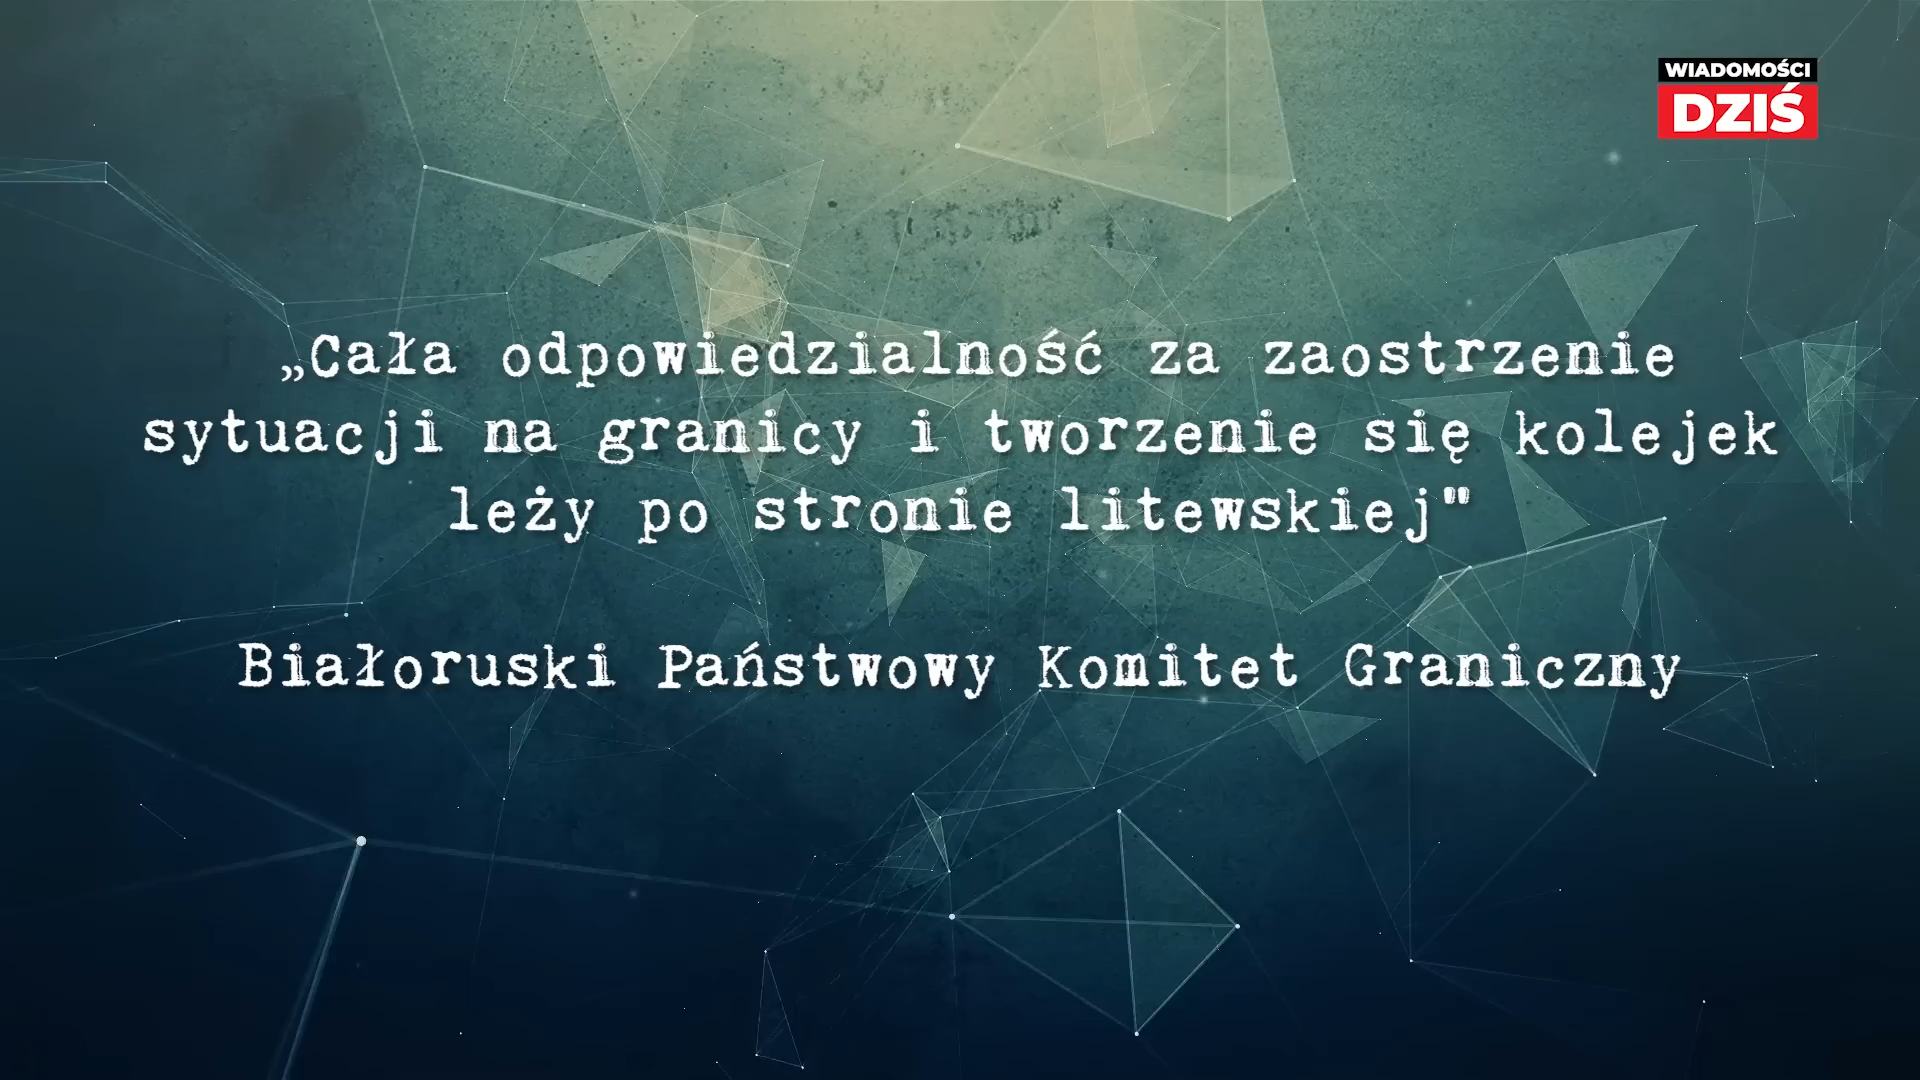 WIADOMOŚCI
DZIŚ
„Cała odpowiedzialność za zaostrzenie
sytuacji na granicy i tworzenie się kolejek
leży po stronie litewskiej"
Białoruski Państwowy Komitet Graniczny